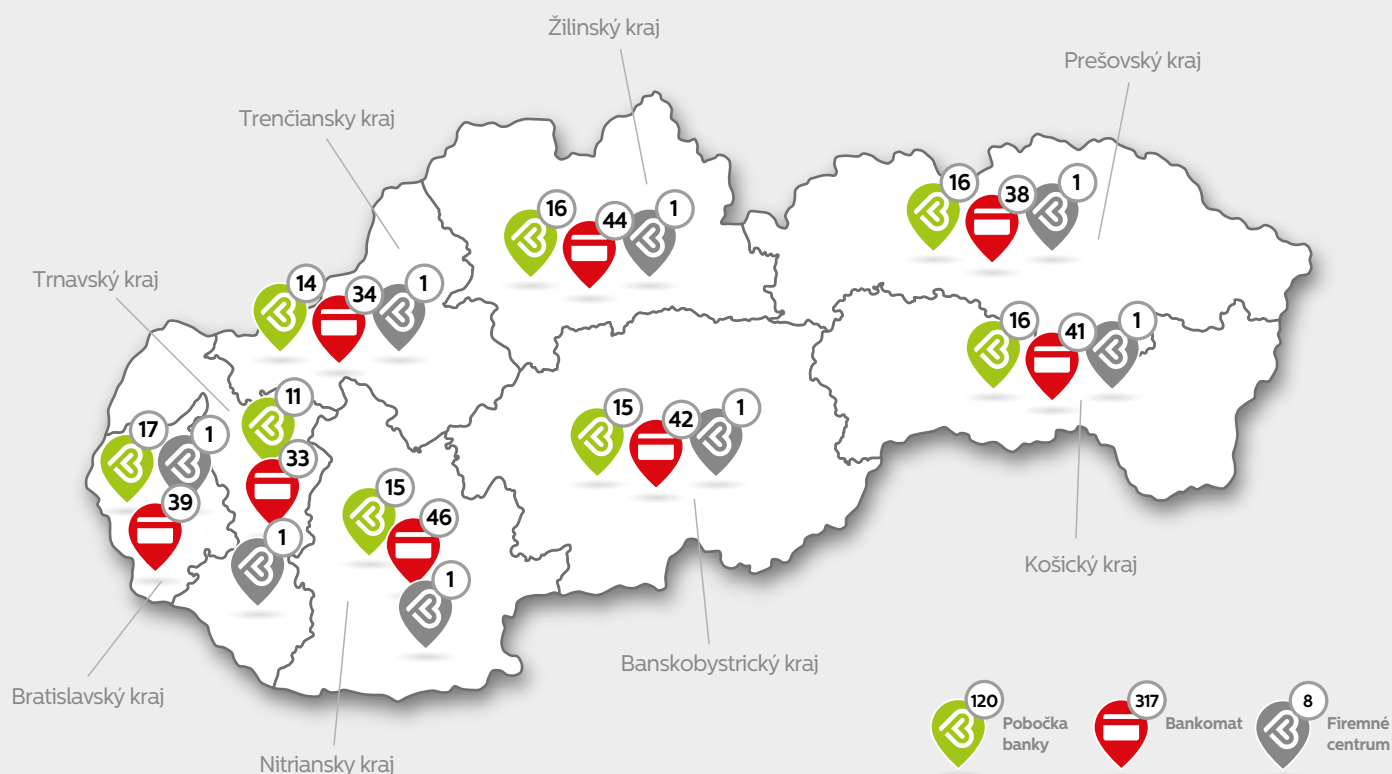 Žilinský kraj
Prešovský kraj
Trenčiansky kraj
16 38 1
16 44 1
Trnavský kraj
14 34 1
16 41 1
11
15 42 1
17 1
33
39
15
46
1
1
Košický kraj
Banskobystrický kraj
Bratislavský kraj
120 Pobočka
banky
317 Bankomat
8 Firemné
centrum
Nitriansky kraj